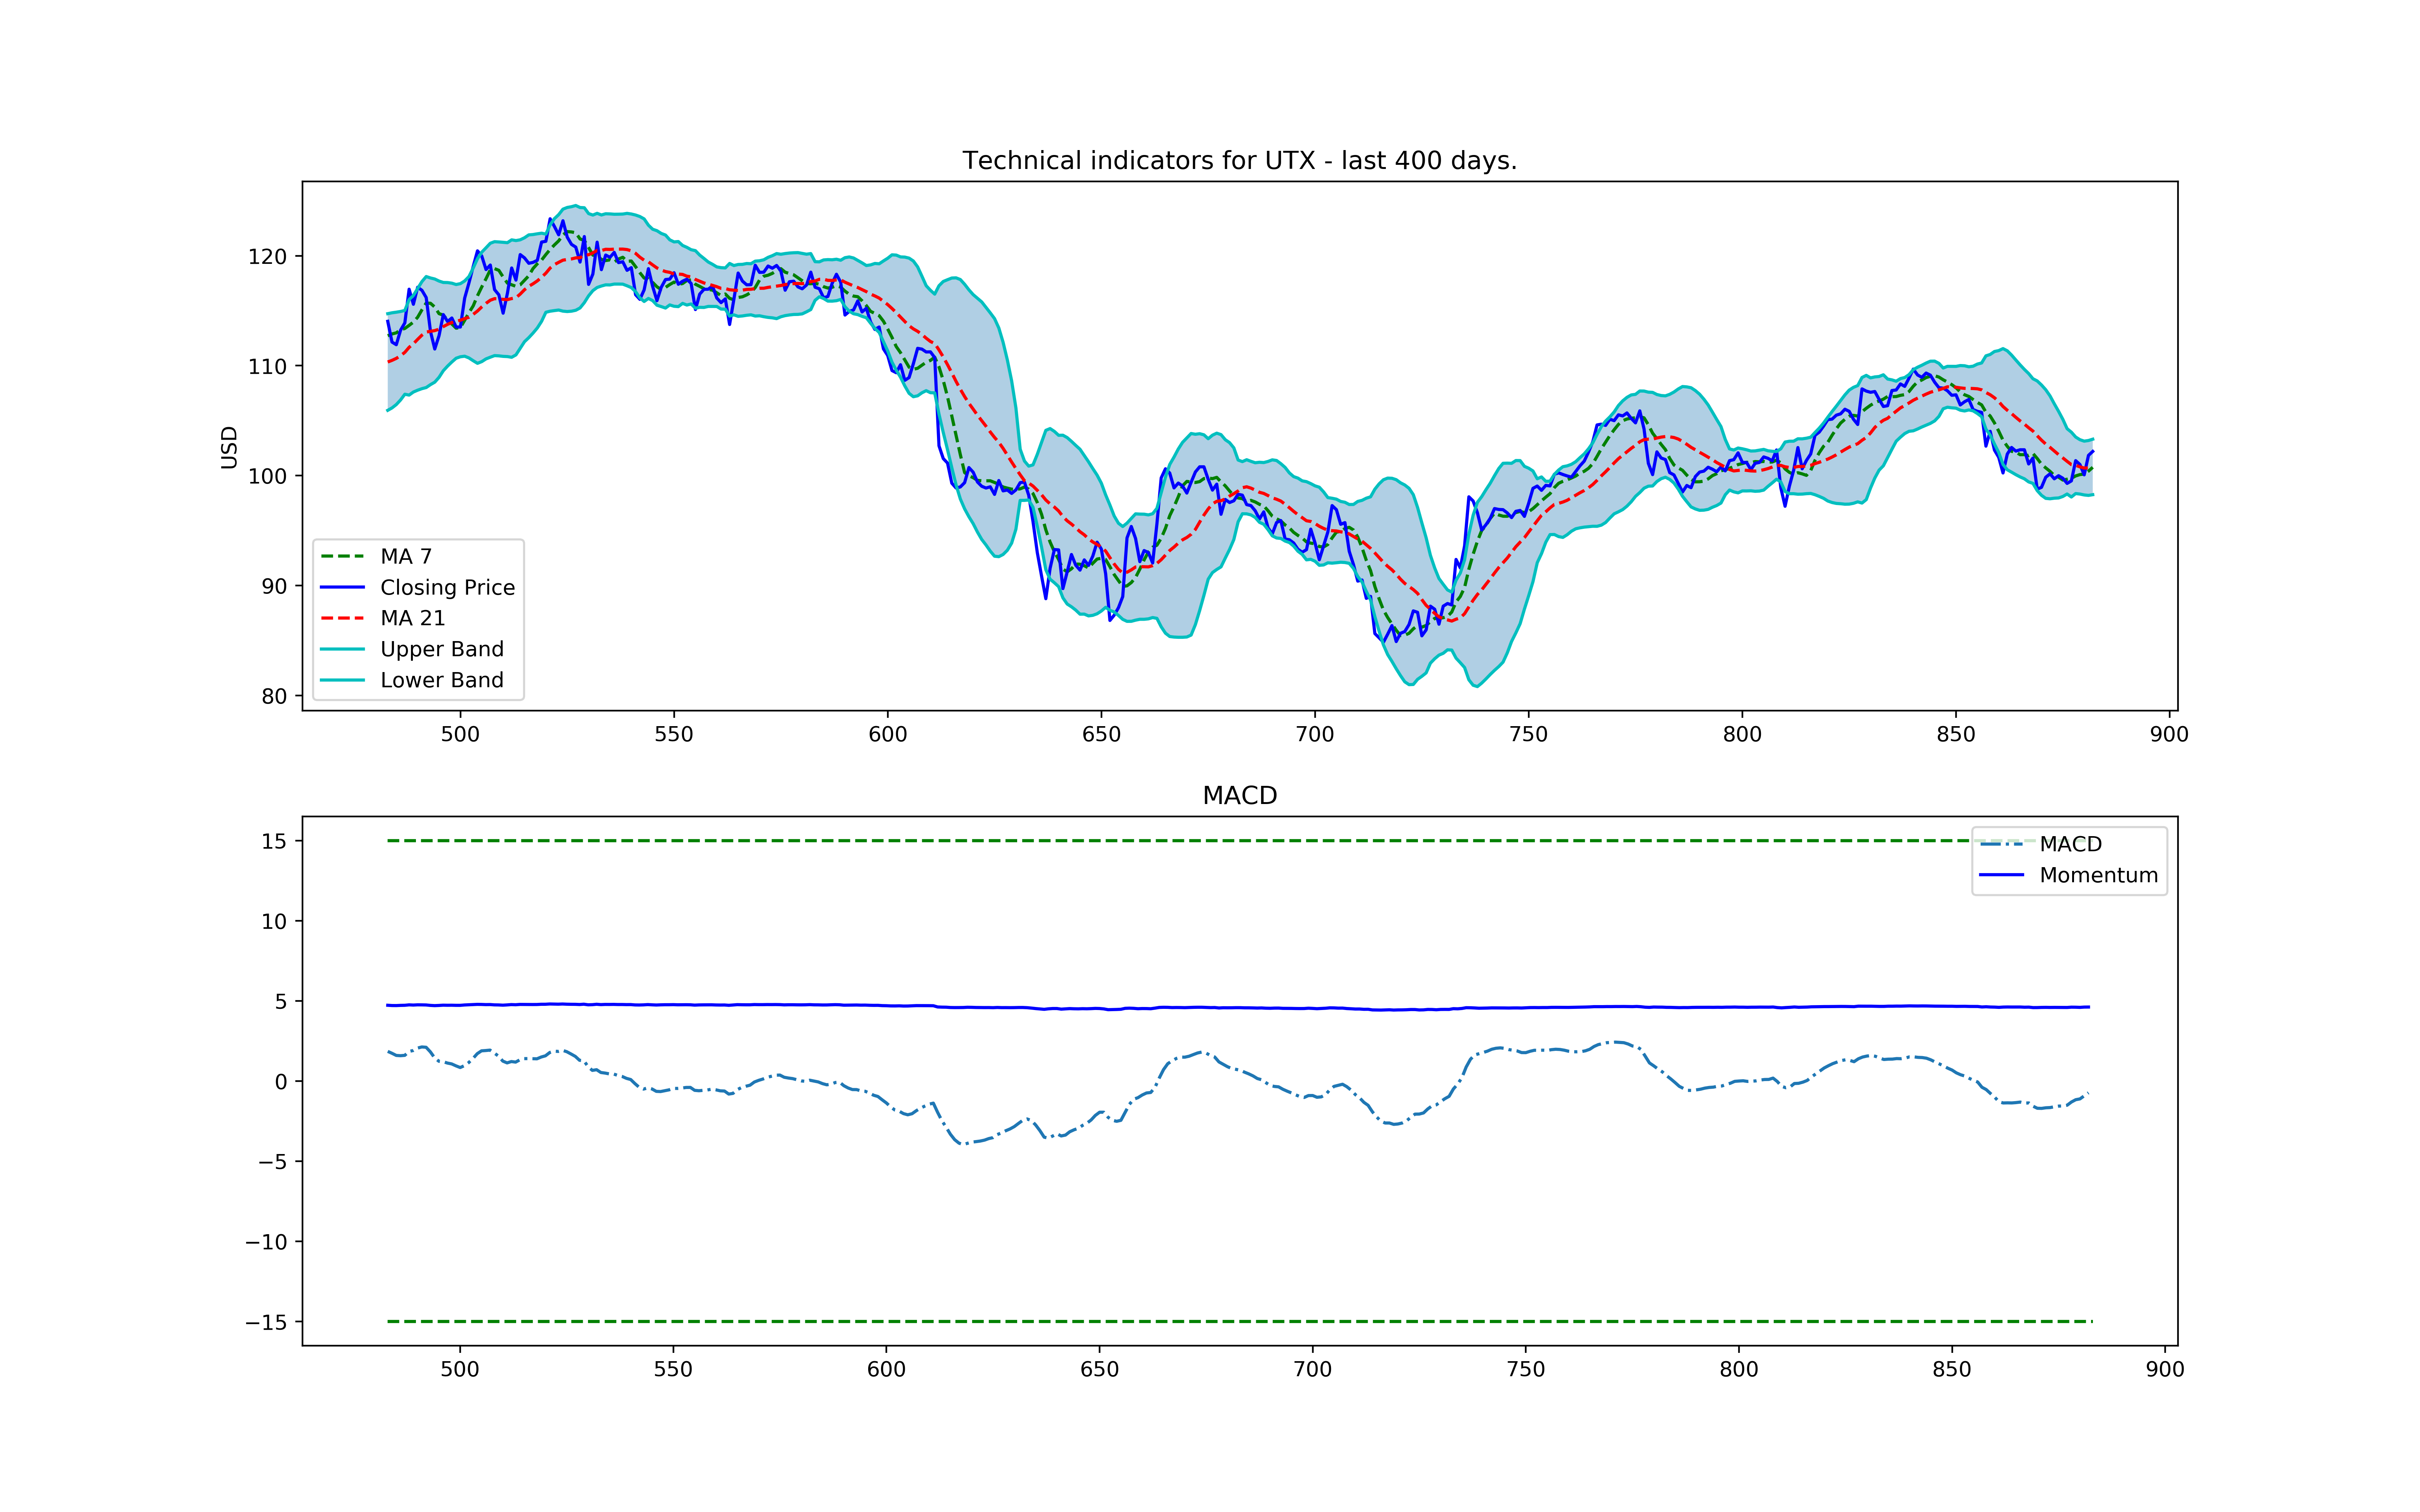 Technical indicators for UTX - last 400 days.
120
110
100
90
80
USD
MA 7
Closing Price
MA 21
Upper Band
Lower Band
500 550 600 650 700 750 800 850 900
MACD
15
10
5
0
−5
−10
−15
MACD
Momentum
500 550 600 650 700 750 800 850 900